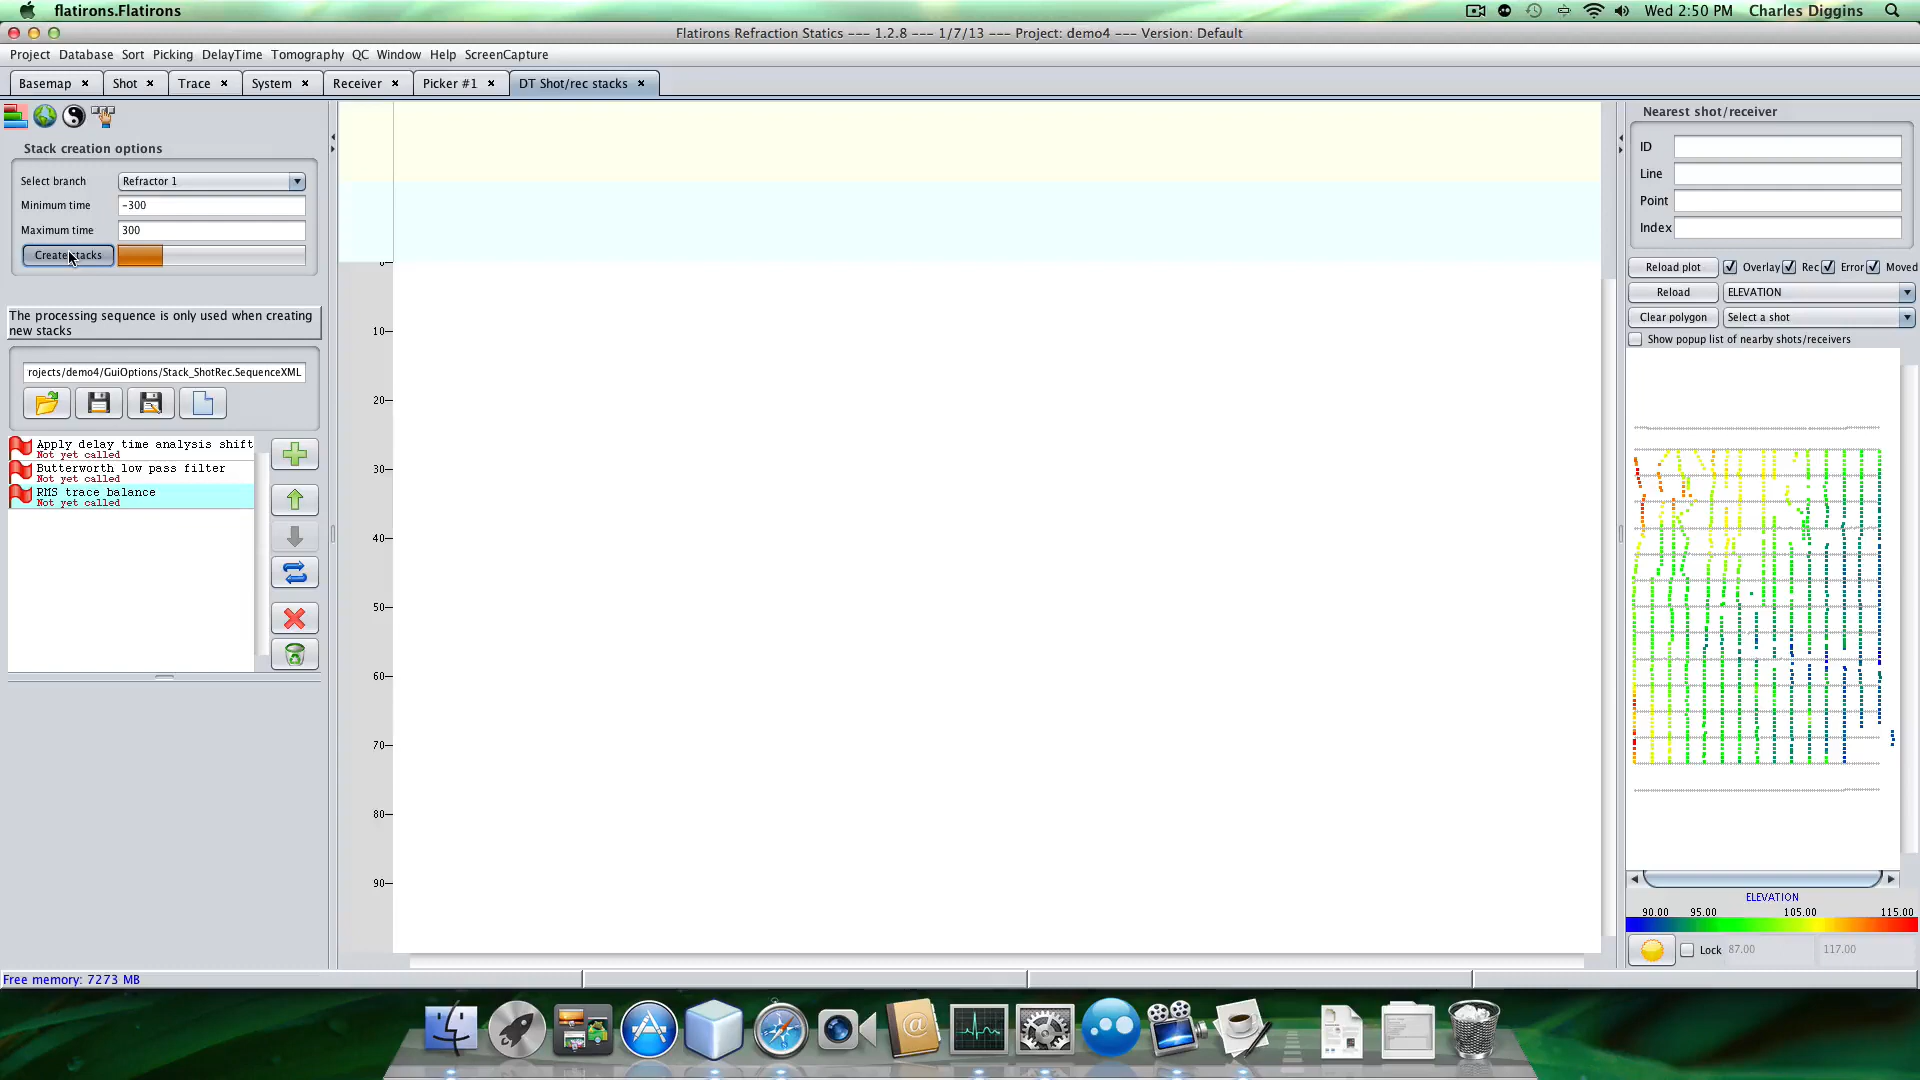 flatirons.Flatirons
Wed 2:50 PM Charles Diggins
Flatirons Refraction Statics --- 1.2.8 --- 1/7/13 --- Project: demo4 --- Version: Default
Project Database Sort Picking DelayTime Tomography QC Window Help ScreenCapture
Basemap Shot Trace System Receiver Picker #1 DT Shot/rec stacks
Stack creation options
Select branch Refractor 1
Minimum time -300
Maximum time 300
Create stacks
The processing sequence is only used when creating
new stacks
rojects/demo4/GuiOptions/Stack_ShotRec.SequenceXML
Apply delay time analysis shift
Not yet called
Butterworth low pass filter
Not yet called
RMS trace balance
Not yet called
0
10
20
30
40
50
60
70
80
90
Nearest shot/receiver
ID
Line
Point
Index
Reload plot Overlay Rec Error Moved
Reload ELEVATION
Clear polygon Select a shot
Show popup list of nearby shots/receivers
ELEVATION
90.00 95.00 105.00 115.00
Lock 87.00 117.00
Free memory: 7273 MB